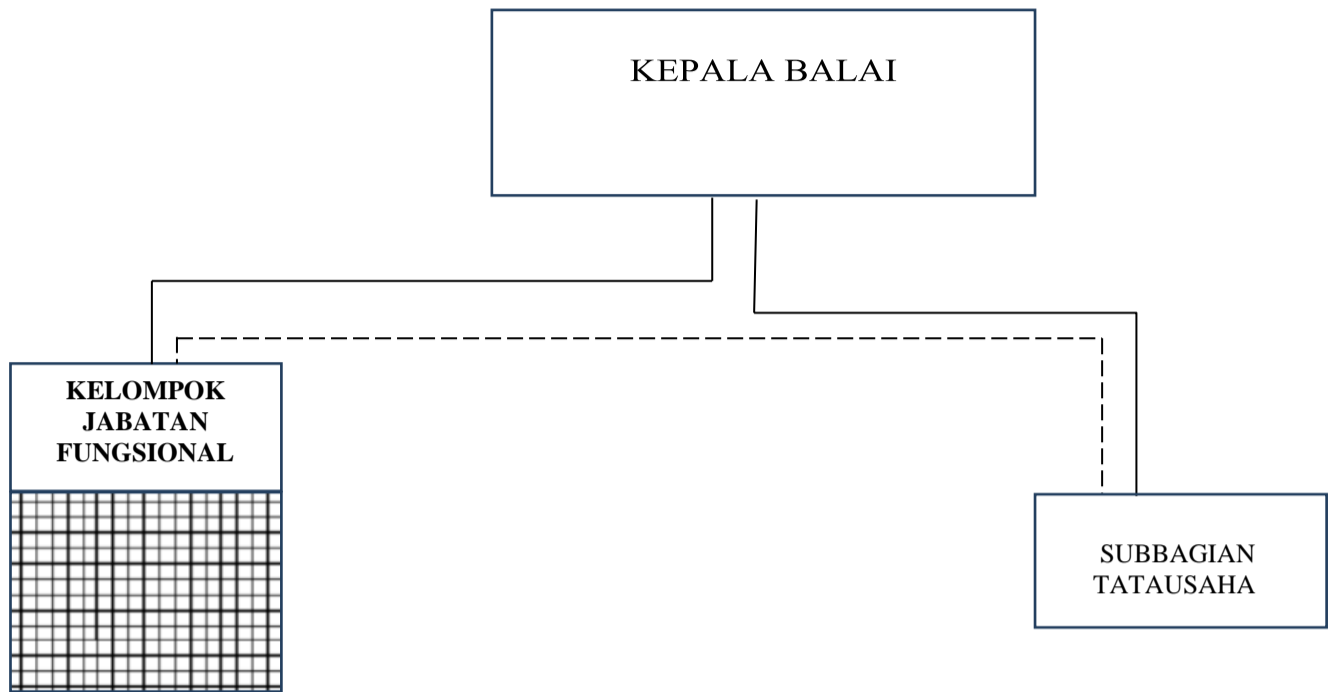 KEPALA BALAI
KELOMPOK
JABATAN
FUNGSIONAL
SUBBAGIAN
TATAUSAHA